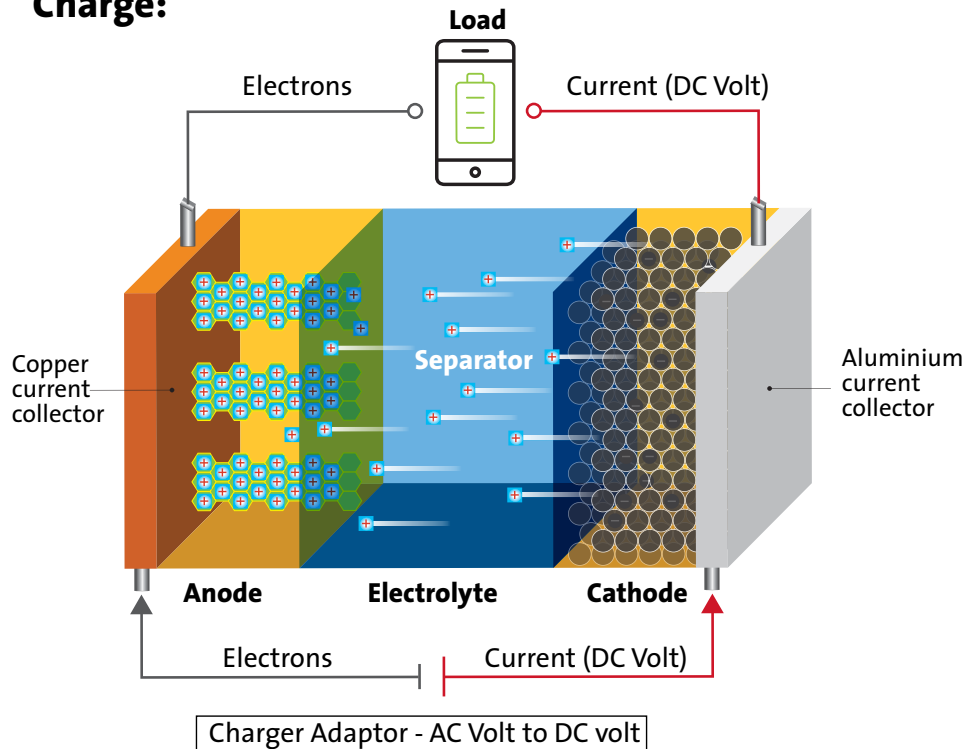 Charge:
Load
Electrons
Current (DC Volt)
Separator
Copper
current
collector
Aluminium
current
collector
Anode
Electrolyte
Cathode
Electrons
Current (DC Volt)
Charger Adaptor - AC Volt to DC volt